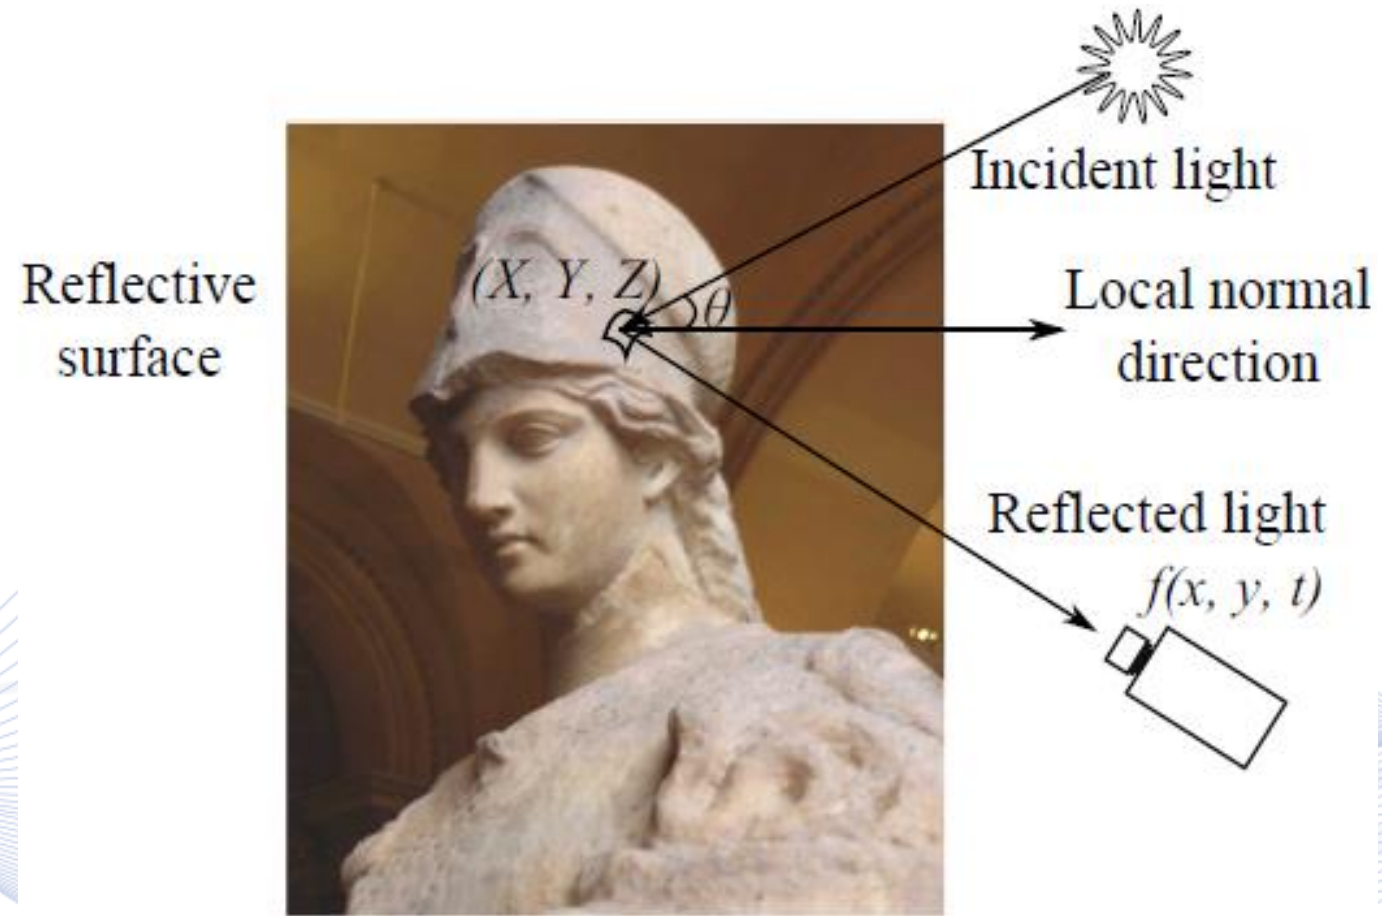 Incident light
Reflective
surface
(X, Y, Z)
θ
Local normal
direction
Reflected light
f(x, y, t)